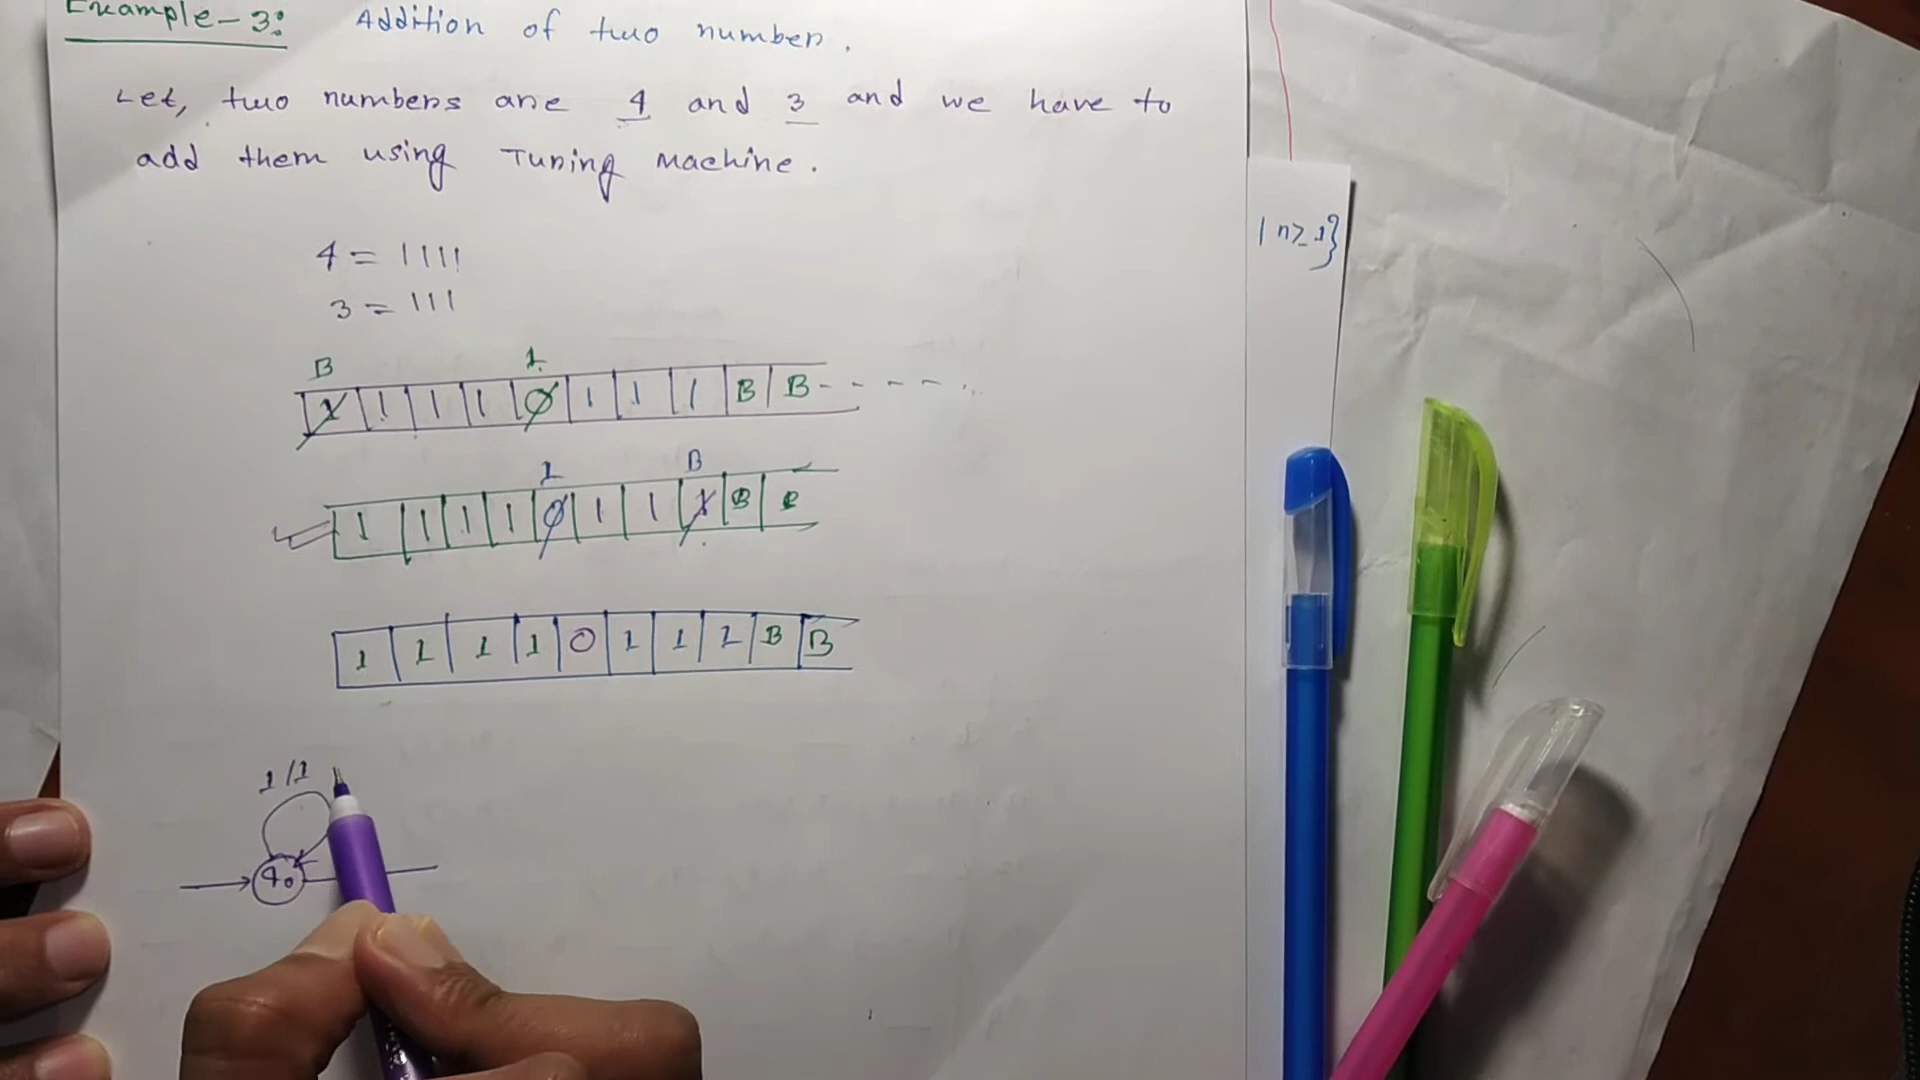 Example-3: Addition of two number.
Let, two numbers are 4 and 3 and we have to
add them using Turing Machine.
| n≥1}
4 = 1111
3 = 111
B 1
1 1 1 1 0 1 1 1 B B - - - - .
1 B
1 1 1 1 0 1 1 1 B B
1 1 1 1 0 1 1 1 B B
1/1
q0